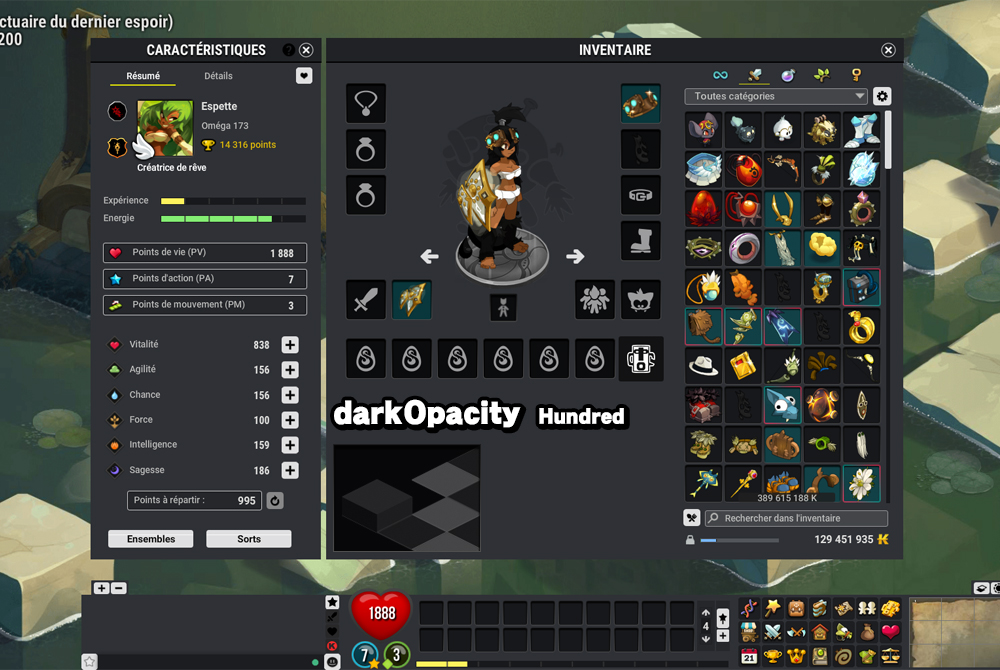 ctuaire du dernier espoir)
200
CARACTÉRISTIQUES ?
Résumé Détails
Espette
Oméga 173
14 316 points
Créatrice de rêve
Expérience
Energie
Points de vie (PV) 1 888
Points d'action (PA) 7
Points de mouvement (PM) 3
Vitalité 838 +
Agilité 156 +
Chance 156 +
Force 100 +
Intelligence 159 +
Sagesse 186 +
Points à répartir : 995
Ensembles Sorts
INVENTAIRE
Toutes catégories
darkOpacity Hundred
389 615 188 K
Rechercher dans l'inventaire
129 451 935 K
1888
7 3
4
21